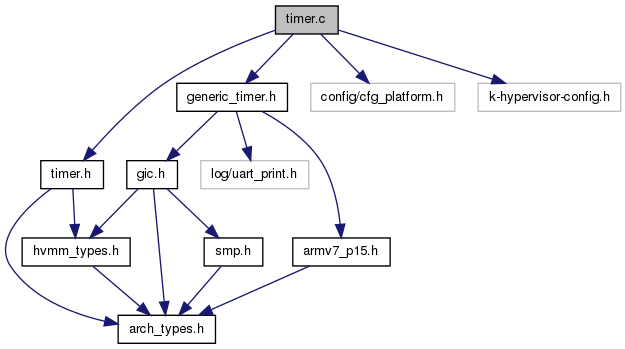 timer.c
generic_timer.h
config/cfg_platform.h
k-hypervisor-config.h
timer.h
gic.h
log/uart_print.h
hvmm_types.h
smp.h
armv7_p15.h
arch_types.h